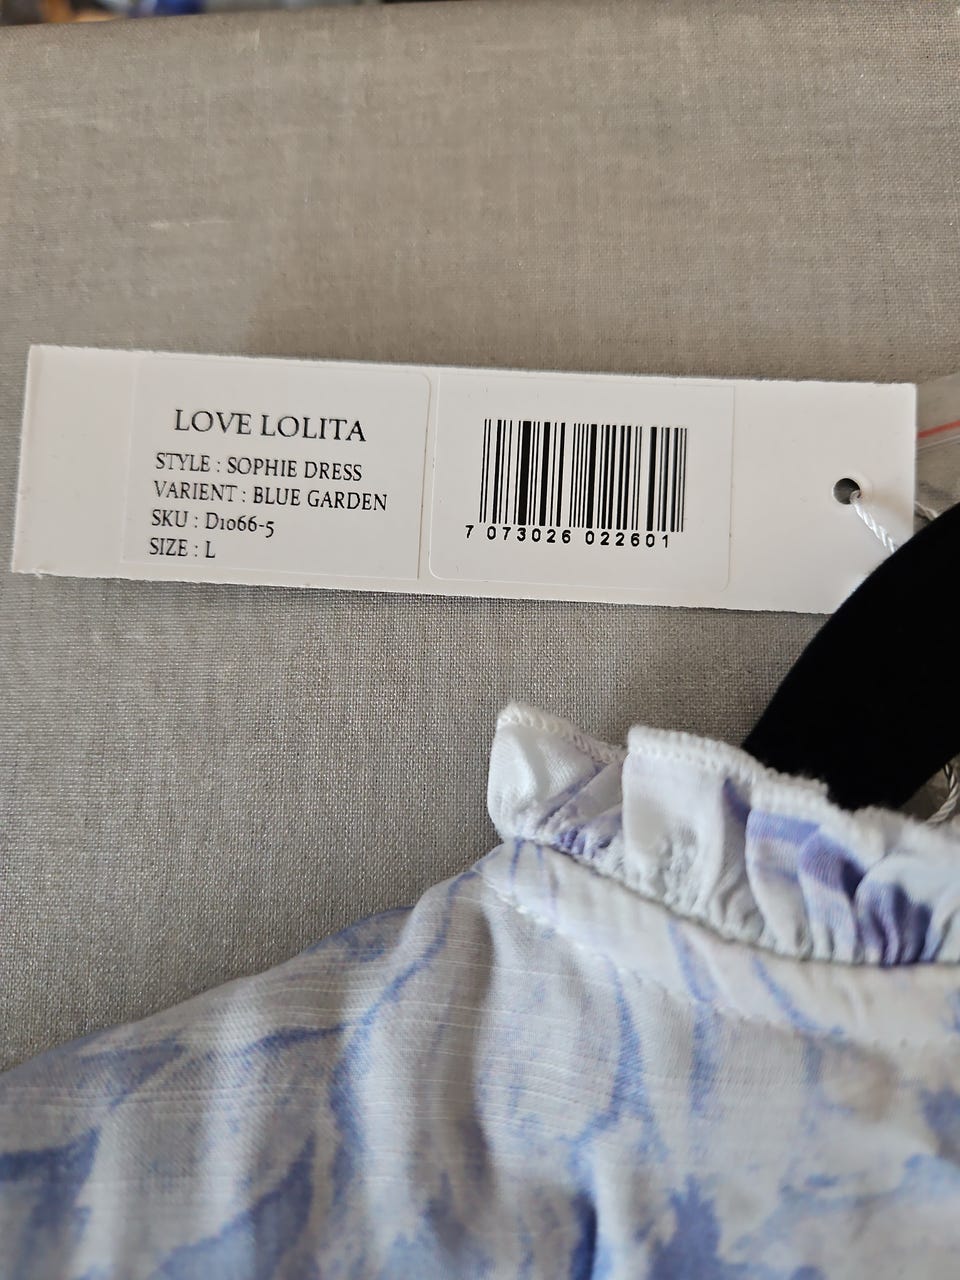 LOVE LOLITA
STYLE : SOPHIE DRESS
VARIENT : BLUE GARDEN
SKU : D1066-5
SIZE : L
7 073026 022601